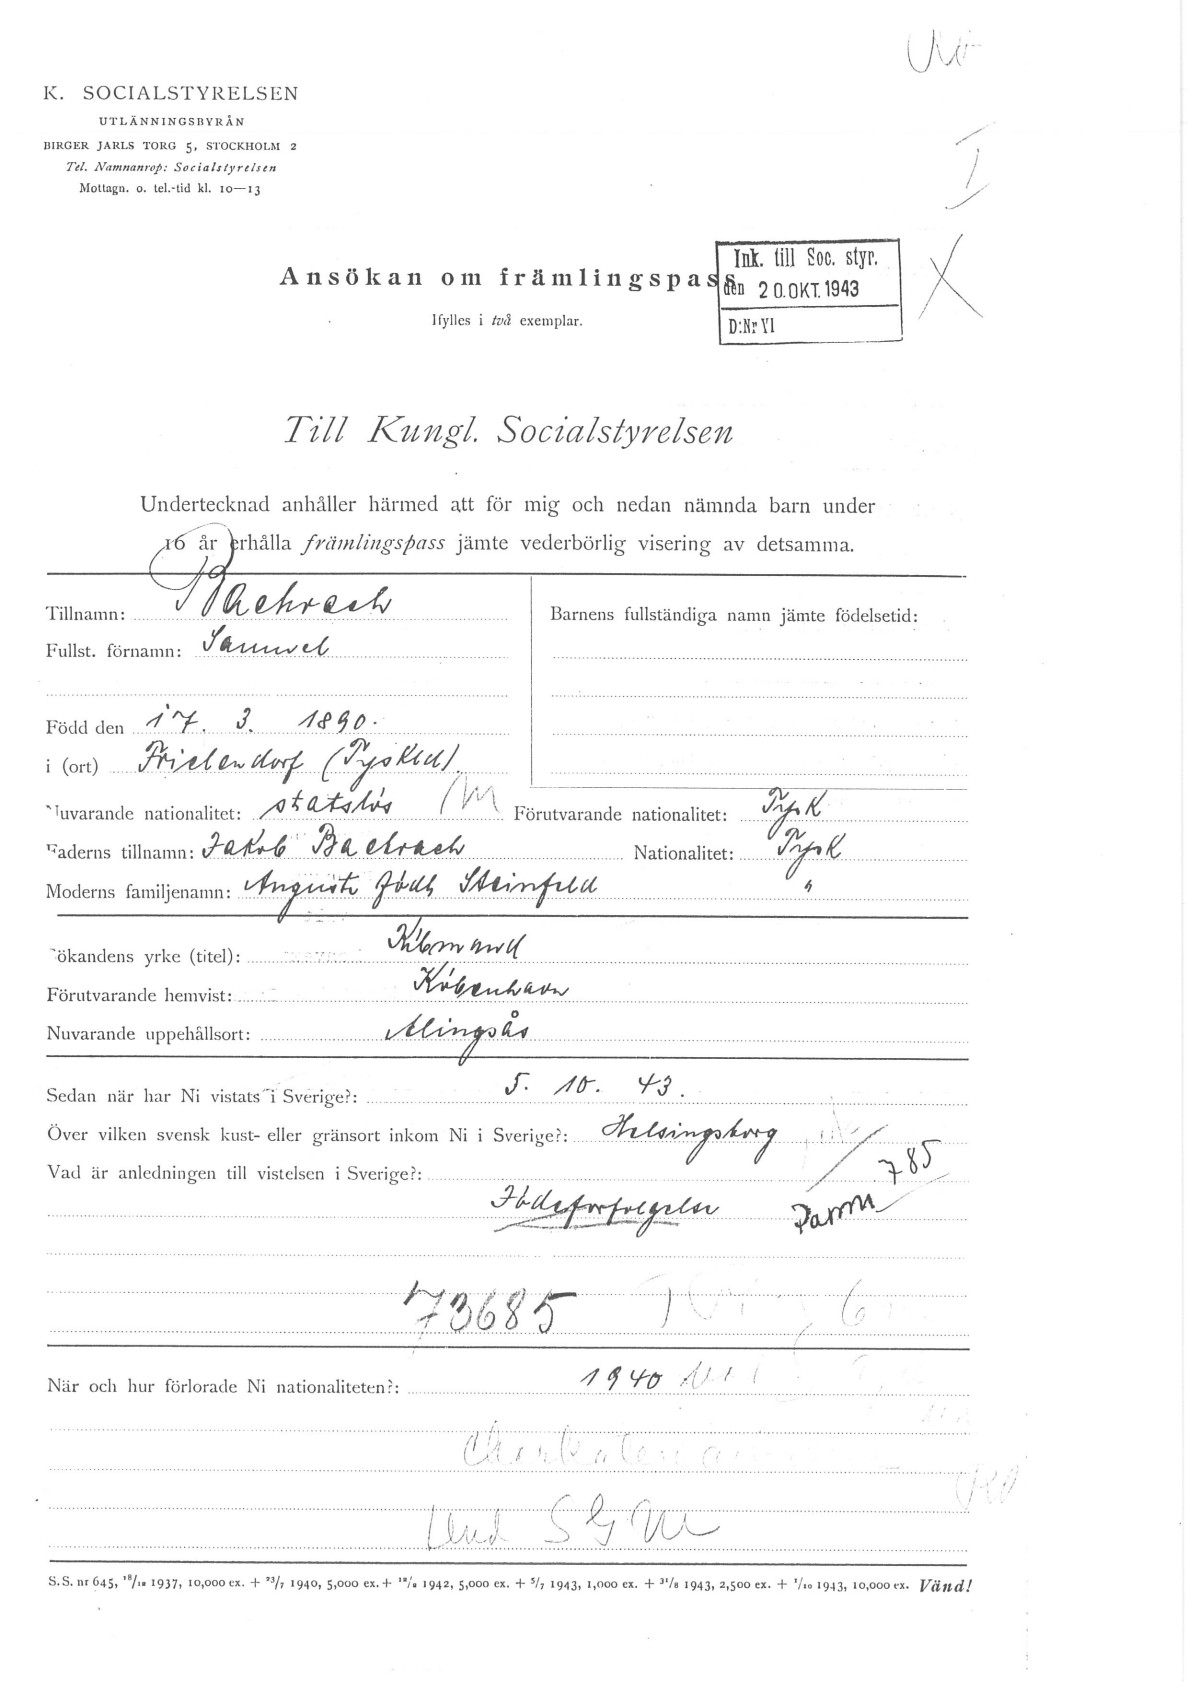 K. SOCIALSTYRELSEN
UTLÄNNINGSBYRÅN
BIRGER JARLS TORG 5, STOCKHOLM 2
Tel. Namnanrop: Socialstyrelsen
Mottagn. o. tel.-tid kl. 10—13
I
X
Ansökan om främlingspass
Ifylles i två exemplar.
Ink. till Soc. styr.
den 20.OKT.1943
D:Nr VI
Till Kungl. Socialstyrelsen
Undertecknad anhåller härmed att för mig och nedan nämnda barn under
16 år erhålla främlingspass jämte vederbörlig visering av detsamma.
Tillnamn: Bachrach
Fullst. förnamn: Samuel
Barnens fullständiga namn jämte födelsetid:
Född den 17. 3. 1890.
i (ort) Frielendorf (Tyskld).
Nuvarande nationalitet: statslös Förutvarande nationalitet: Tysk
Faderns tillnamn: Jakob Bachrach Nationalitet: Tysk
Moderns familjenamn: Auguste födt Steinfeld "
Sökandens yrke (titel): Købmand
Förutvarande hemvist: København
Nuvarande uppehållsort: Alingsås
Sedan när har Ni vistats i Sverige?: 5. 10. 43.
Över vilken svensk kust- eller gränsort inkom Ni i Sverige?: Helsingborg
Vad är anledningen till vistelsen i Sverige?: 785
Jødeforfølgelse
73685
När och hur förlorade Ni nationaliteten?: 1940
S.S. nr 645, 18/10 1937, 10,000 ex. + 23/7 1940, 5,000 ex. + 1942, 5,000 ex. + 5/7 1943, 1,000 ex. + 31/8 1943, 2,500 ex. + 1/10 1943, 10,000 ex. Vänd!